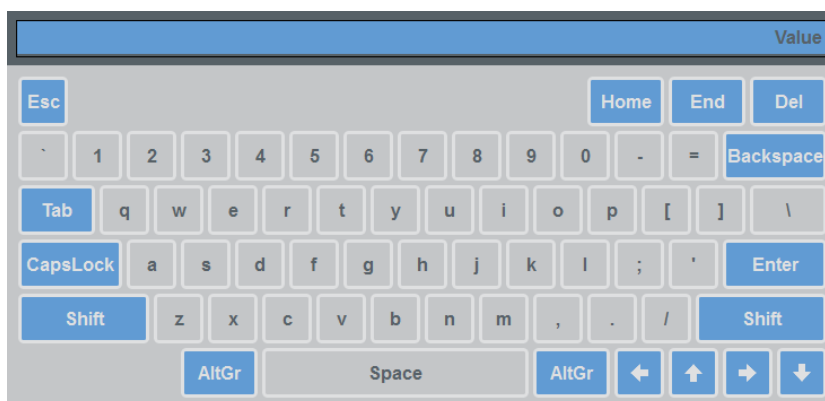 Value
Esc Home End Del
` 1 2 3 4 5 6 7 8 9 0 - = Backspace
Tab q w e r t y u i o p [ ] \
CapsLock a s d f g h j k l ; ' Enter
Shift z x c v b n m , . / Shift
AltGr Space AltGr